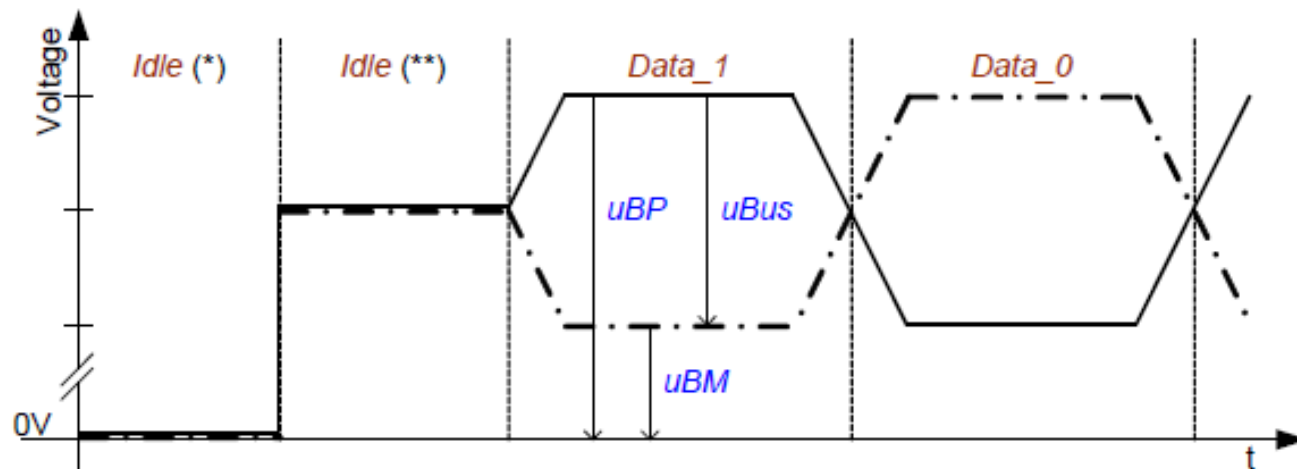 Voltage
Idle (*)
Idle (**)
Data_1
Data_0
uBP
uBus
uBM
0V
t